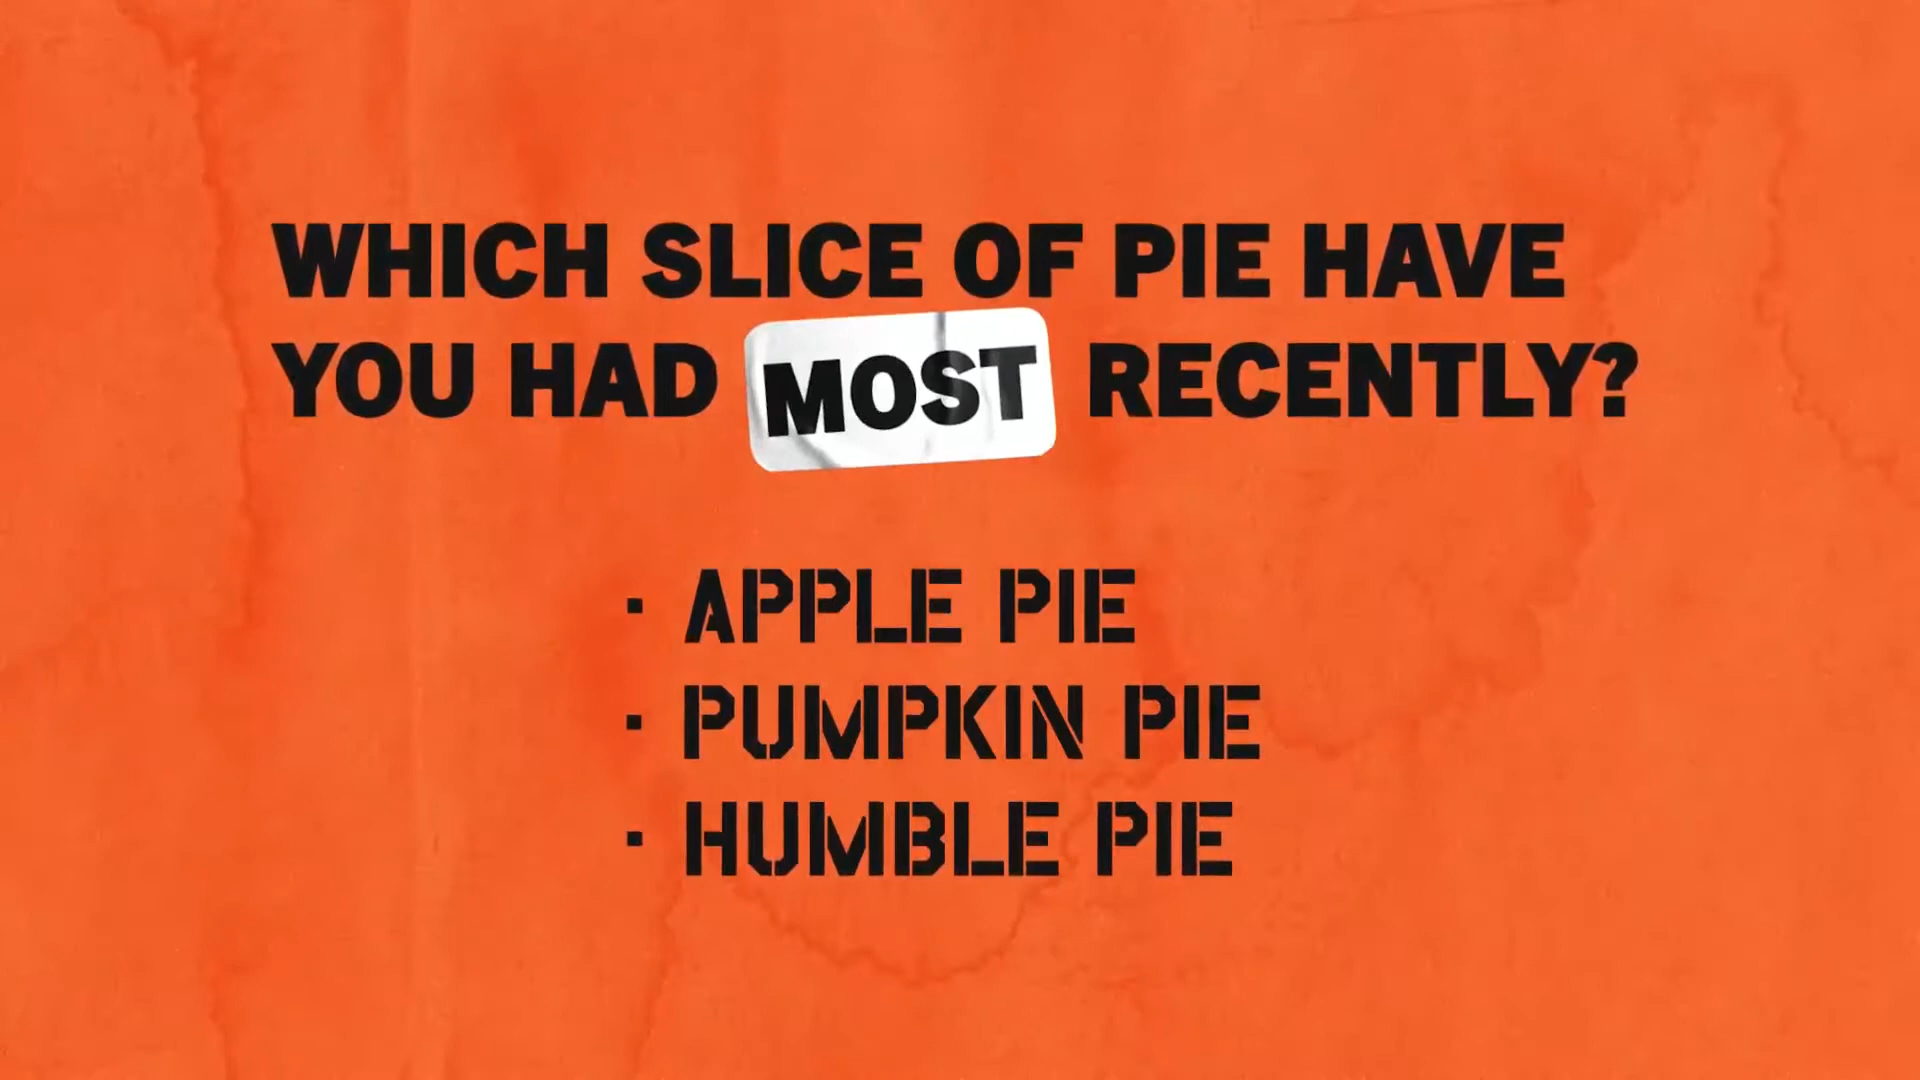 WHICH SLICE OF PIE HAVE
YOU HAD MOST RECENTLY?
· APPLE PIE
· PUMPKIN PIE
· HUMBLE PIE